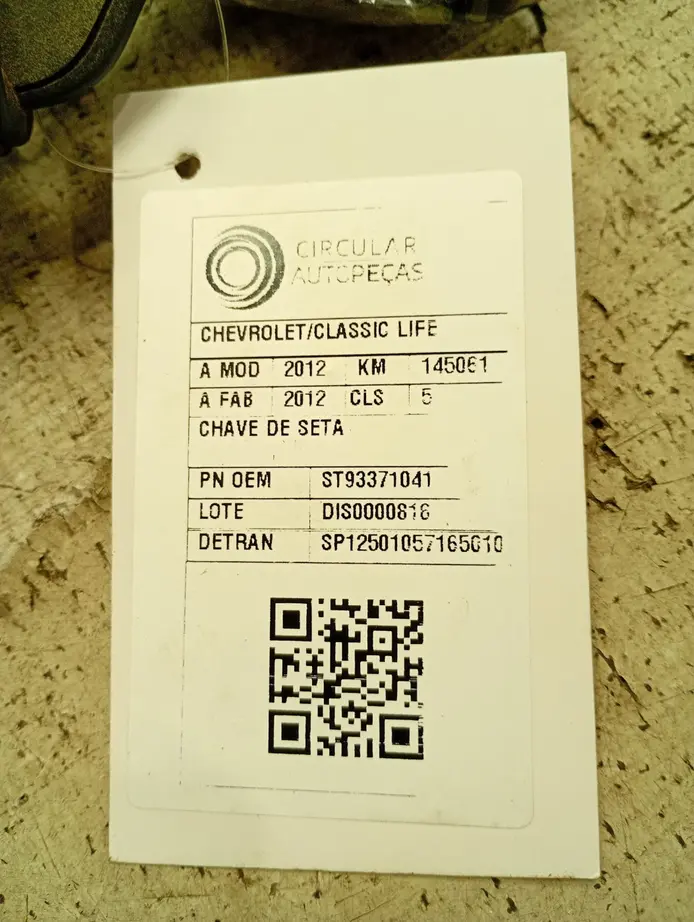 CIRCULAR
AUTOPEÇAS
CHEVROLET/CLASSIC LIFE
A MOD 2012 KM 145061
A FAB 2012 CLS 5
CHAVE DE SETA
PN OEM ST93371041
LOTE DIS0000818
DETRAN SP12501057165010